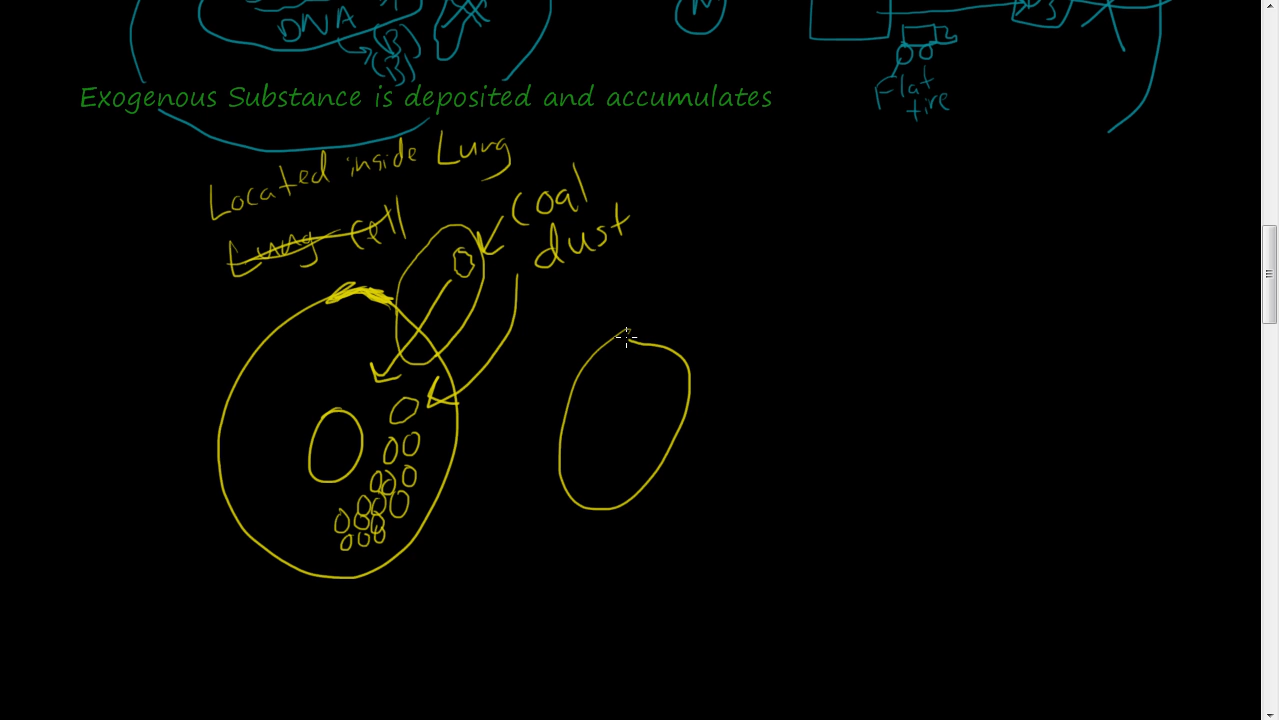 DNA
(B)
(B)
N
Flat
tire
Exogenous Substance is deposited and accumulates
Located inside Lung
Lung cell
Coal
dust